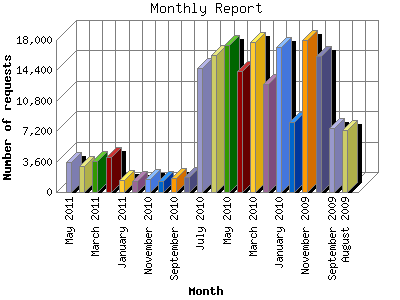 Monthly Report
Number of requests
18,000
14,400
10,800
7,200
3,600
0
May 2011
March 2011
January 2011
November 2010
September 2010
July 2010
May 2010
March 2010
January 2010
November 2009
September 2009
August 2009
Month